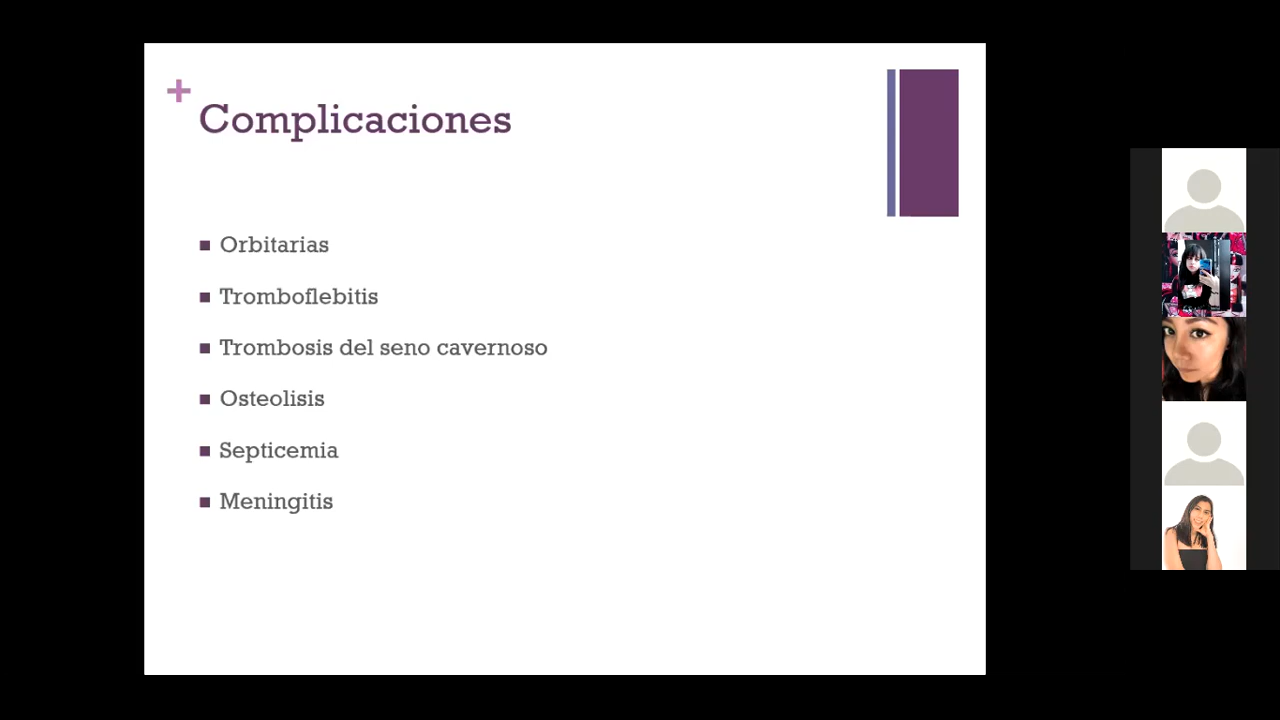 +
Complicaciones
Orbitarias
Tromboflebitis
Trombosis del seno cavernoso
Osteolisis
Septicemia
Meningitis